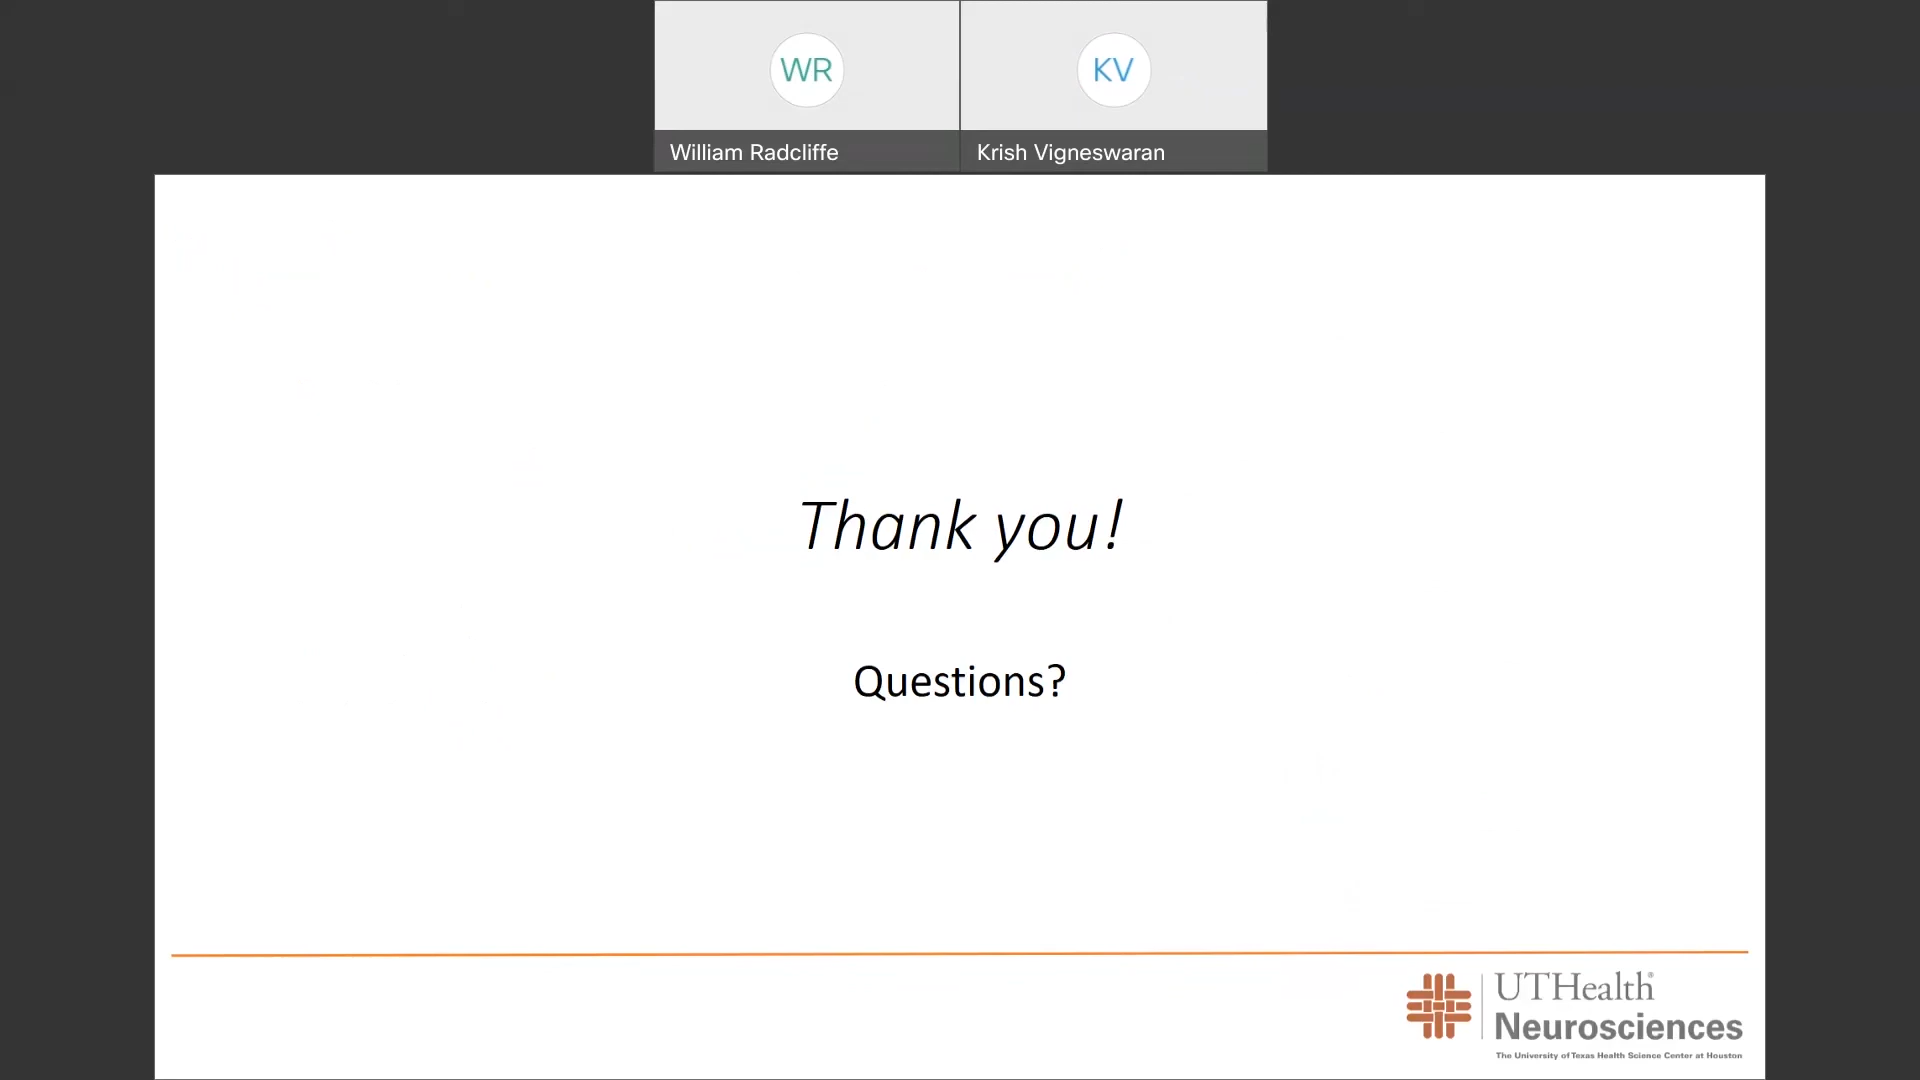 WR
KV
William Radcliffe
Krish Vigneswaran
Thank you!
Questions?
UTHealth®
Neurosciences
The University of Texas Health Science Center at Houston